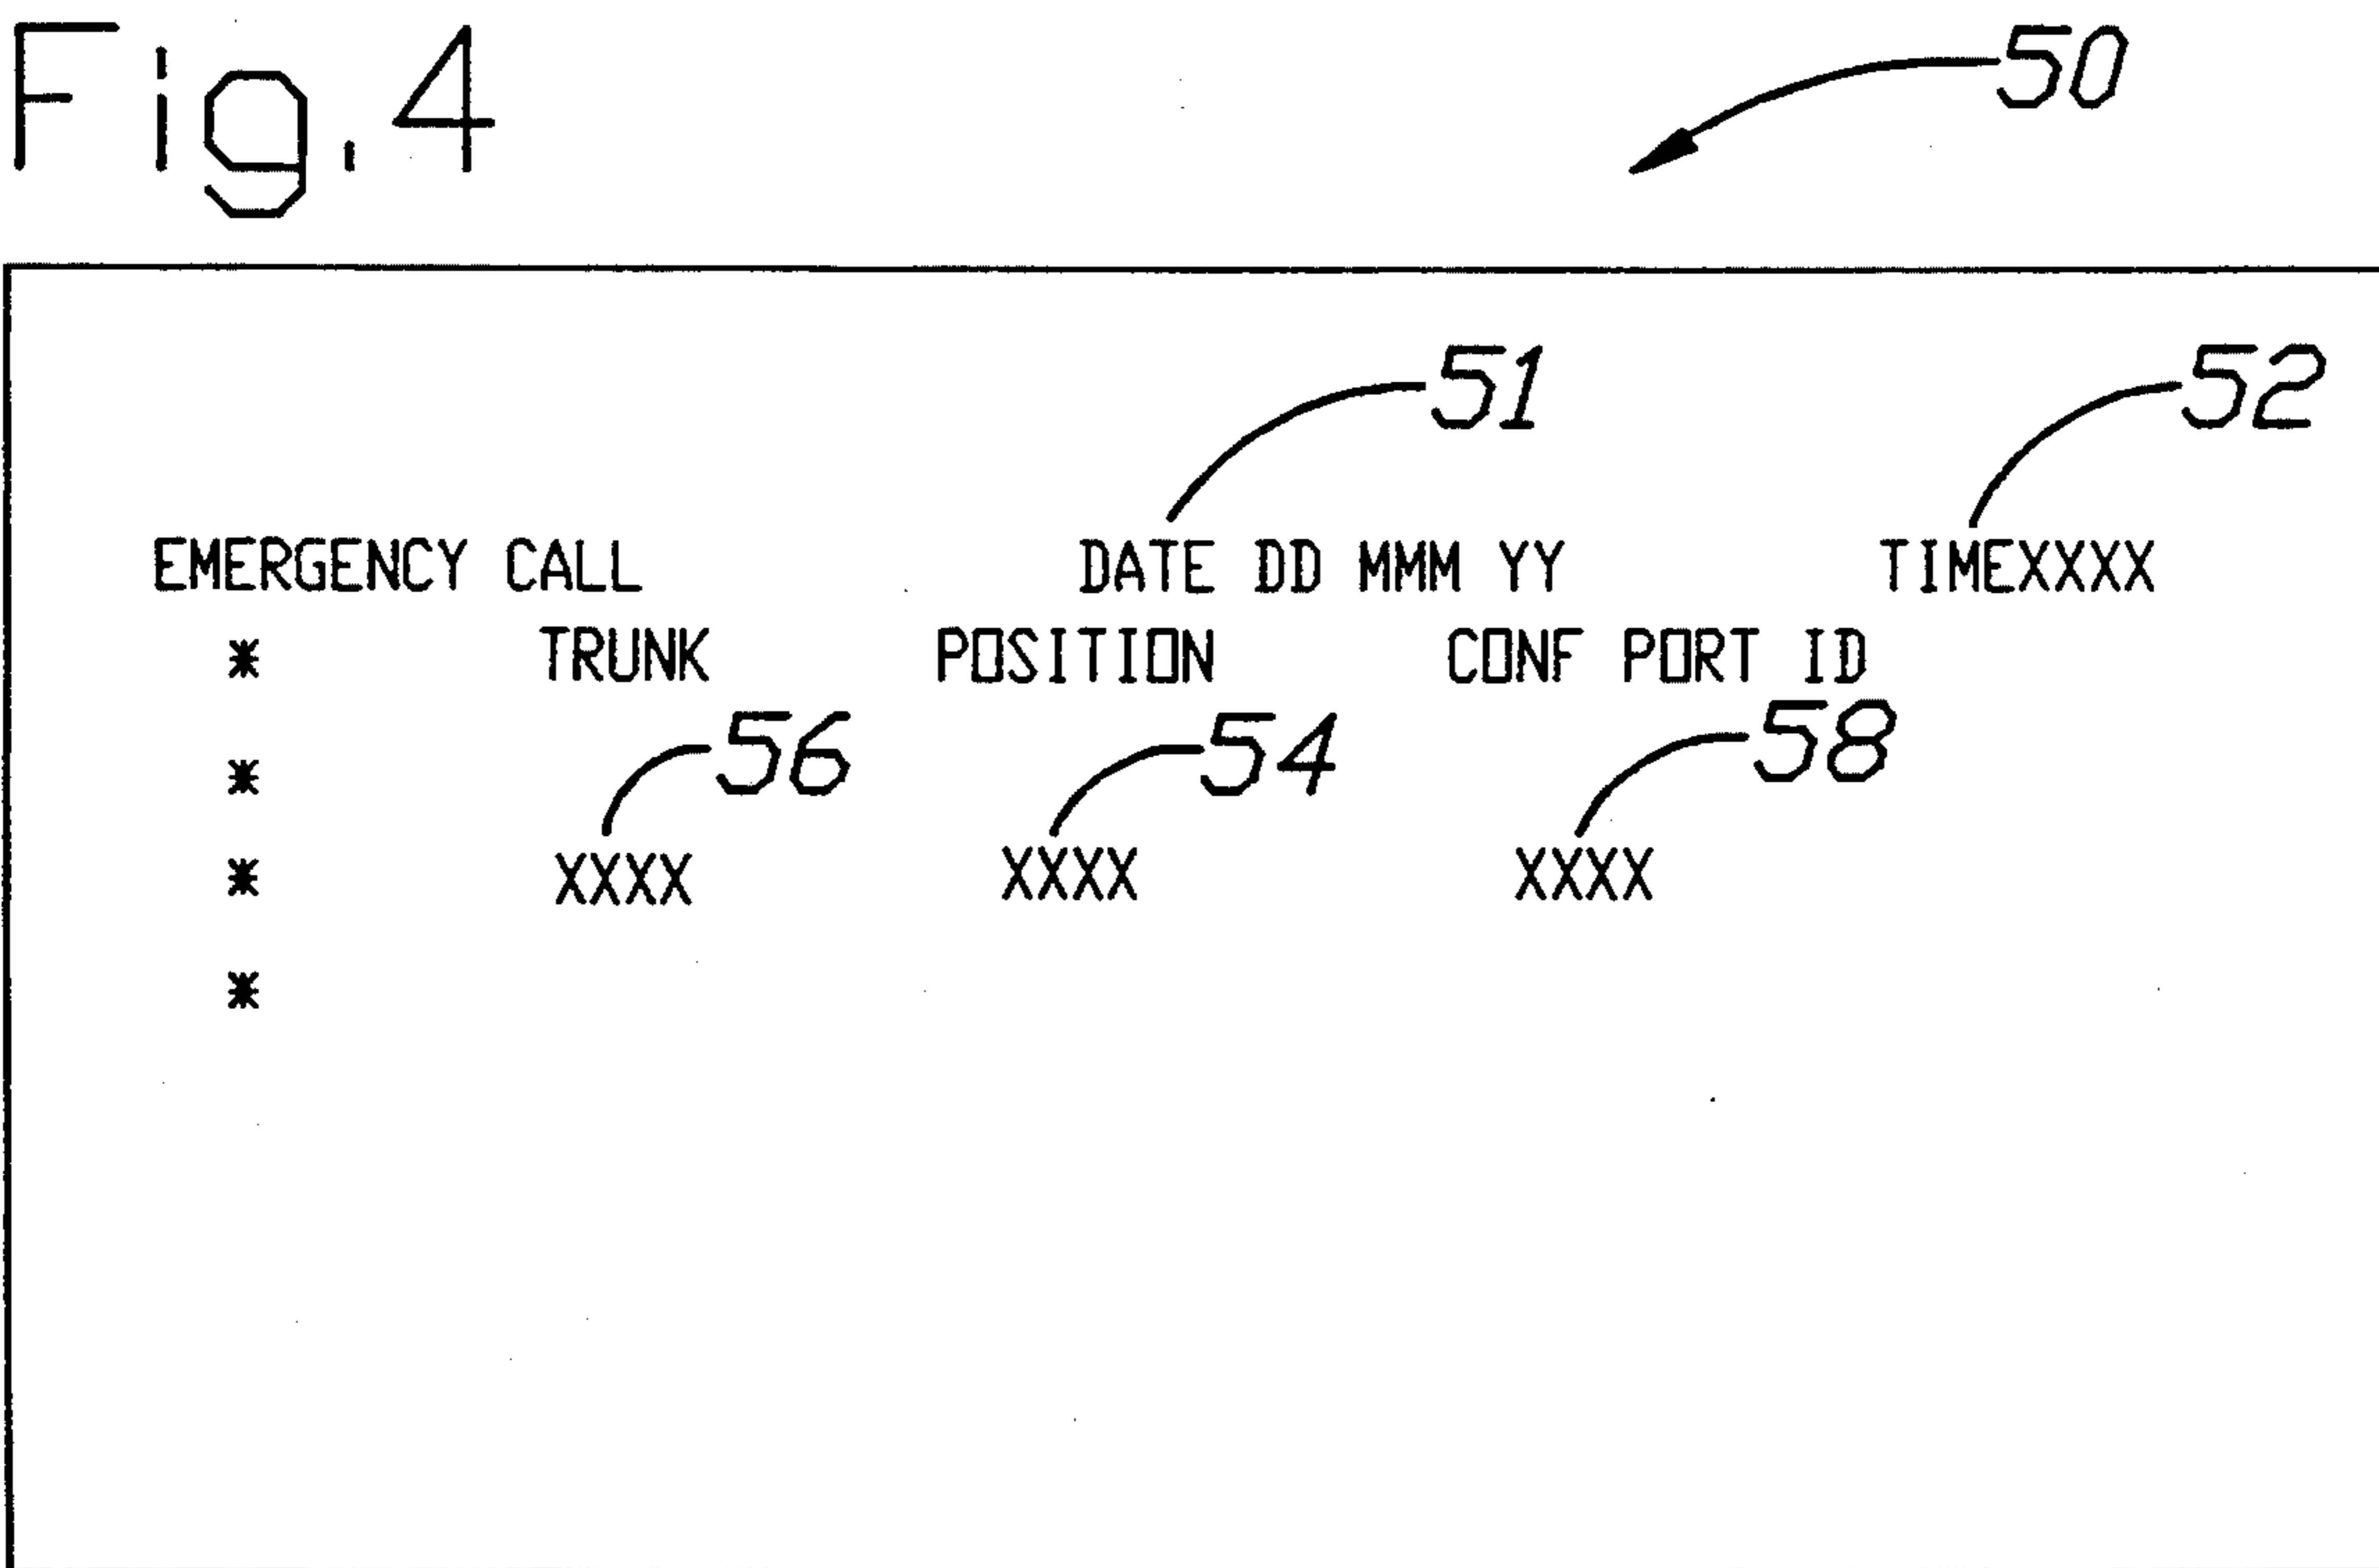 Fig.4
50
51 52
EMERGENCY CALL DATE DD MMM YY TIMEXXXX
* TRUNK POSITION CONF PORT ID
* 56 54 58
* XXXX XXXX XXXX
*